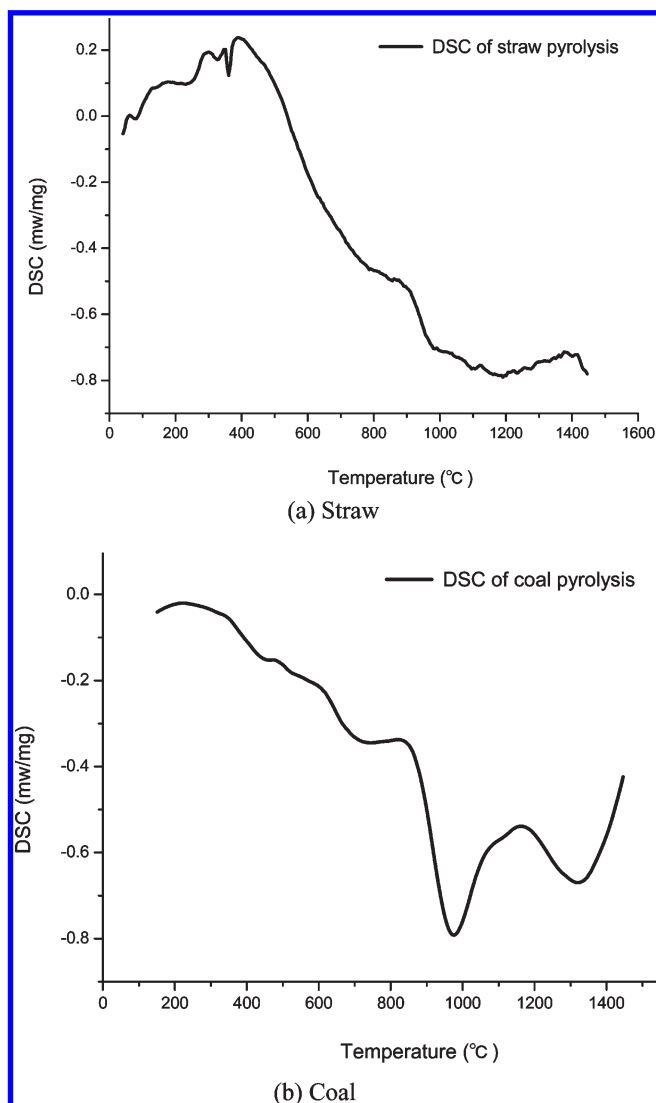 DSC of straw pyrolysis
0.2
0.0
-0.2
-0.4
-0.6
-0.8
DSC (mw/mg)
0 200 400 600 800 1000 1200 1400 1600
Temperature (℃)
(a) Straw
DSC of coal pyrolysis
0.0
-0.2
-0.4
-0.6
-0.8
DSC (mw/mg)
0 200 400 600 800 1000 1200 1400
Temperature (℃)
(b) Coal